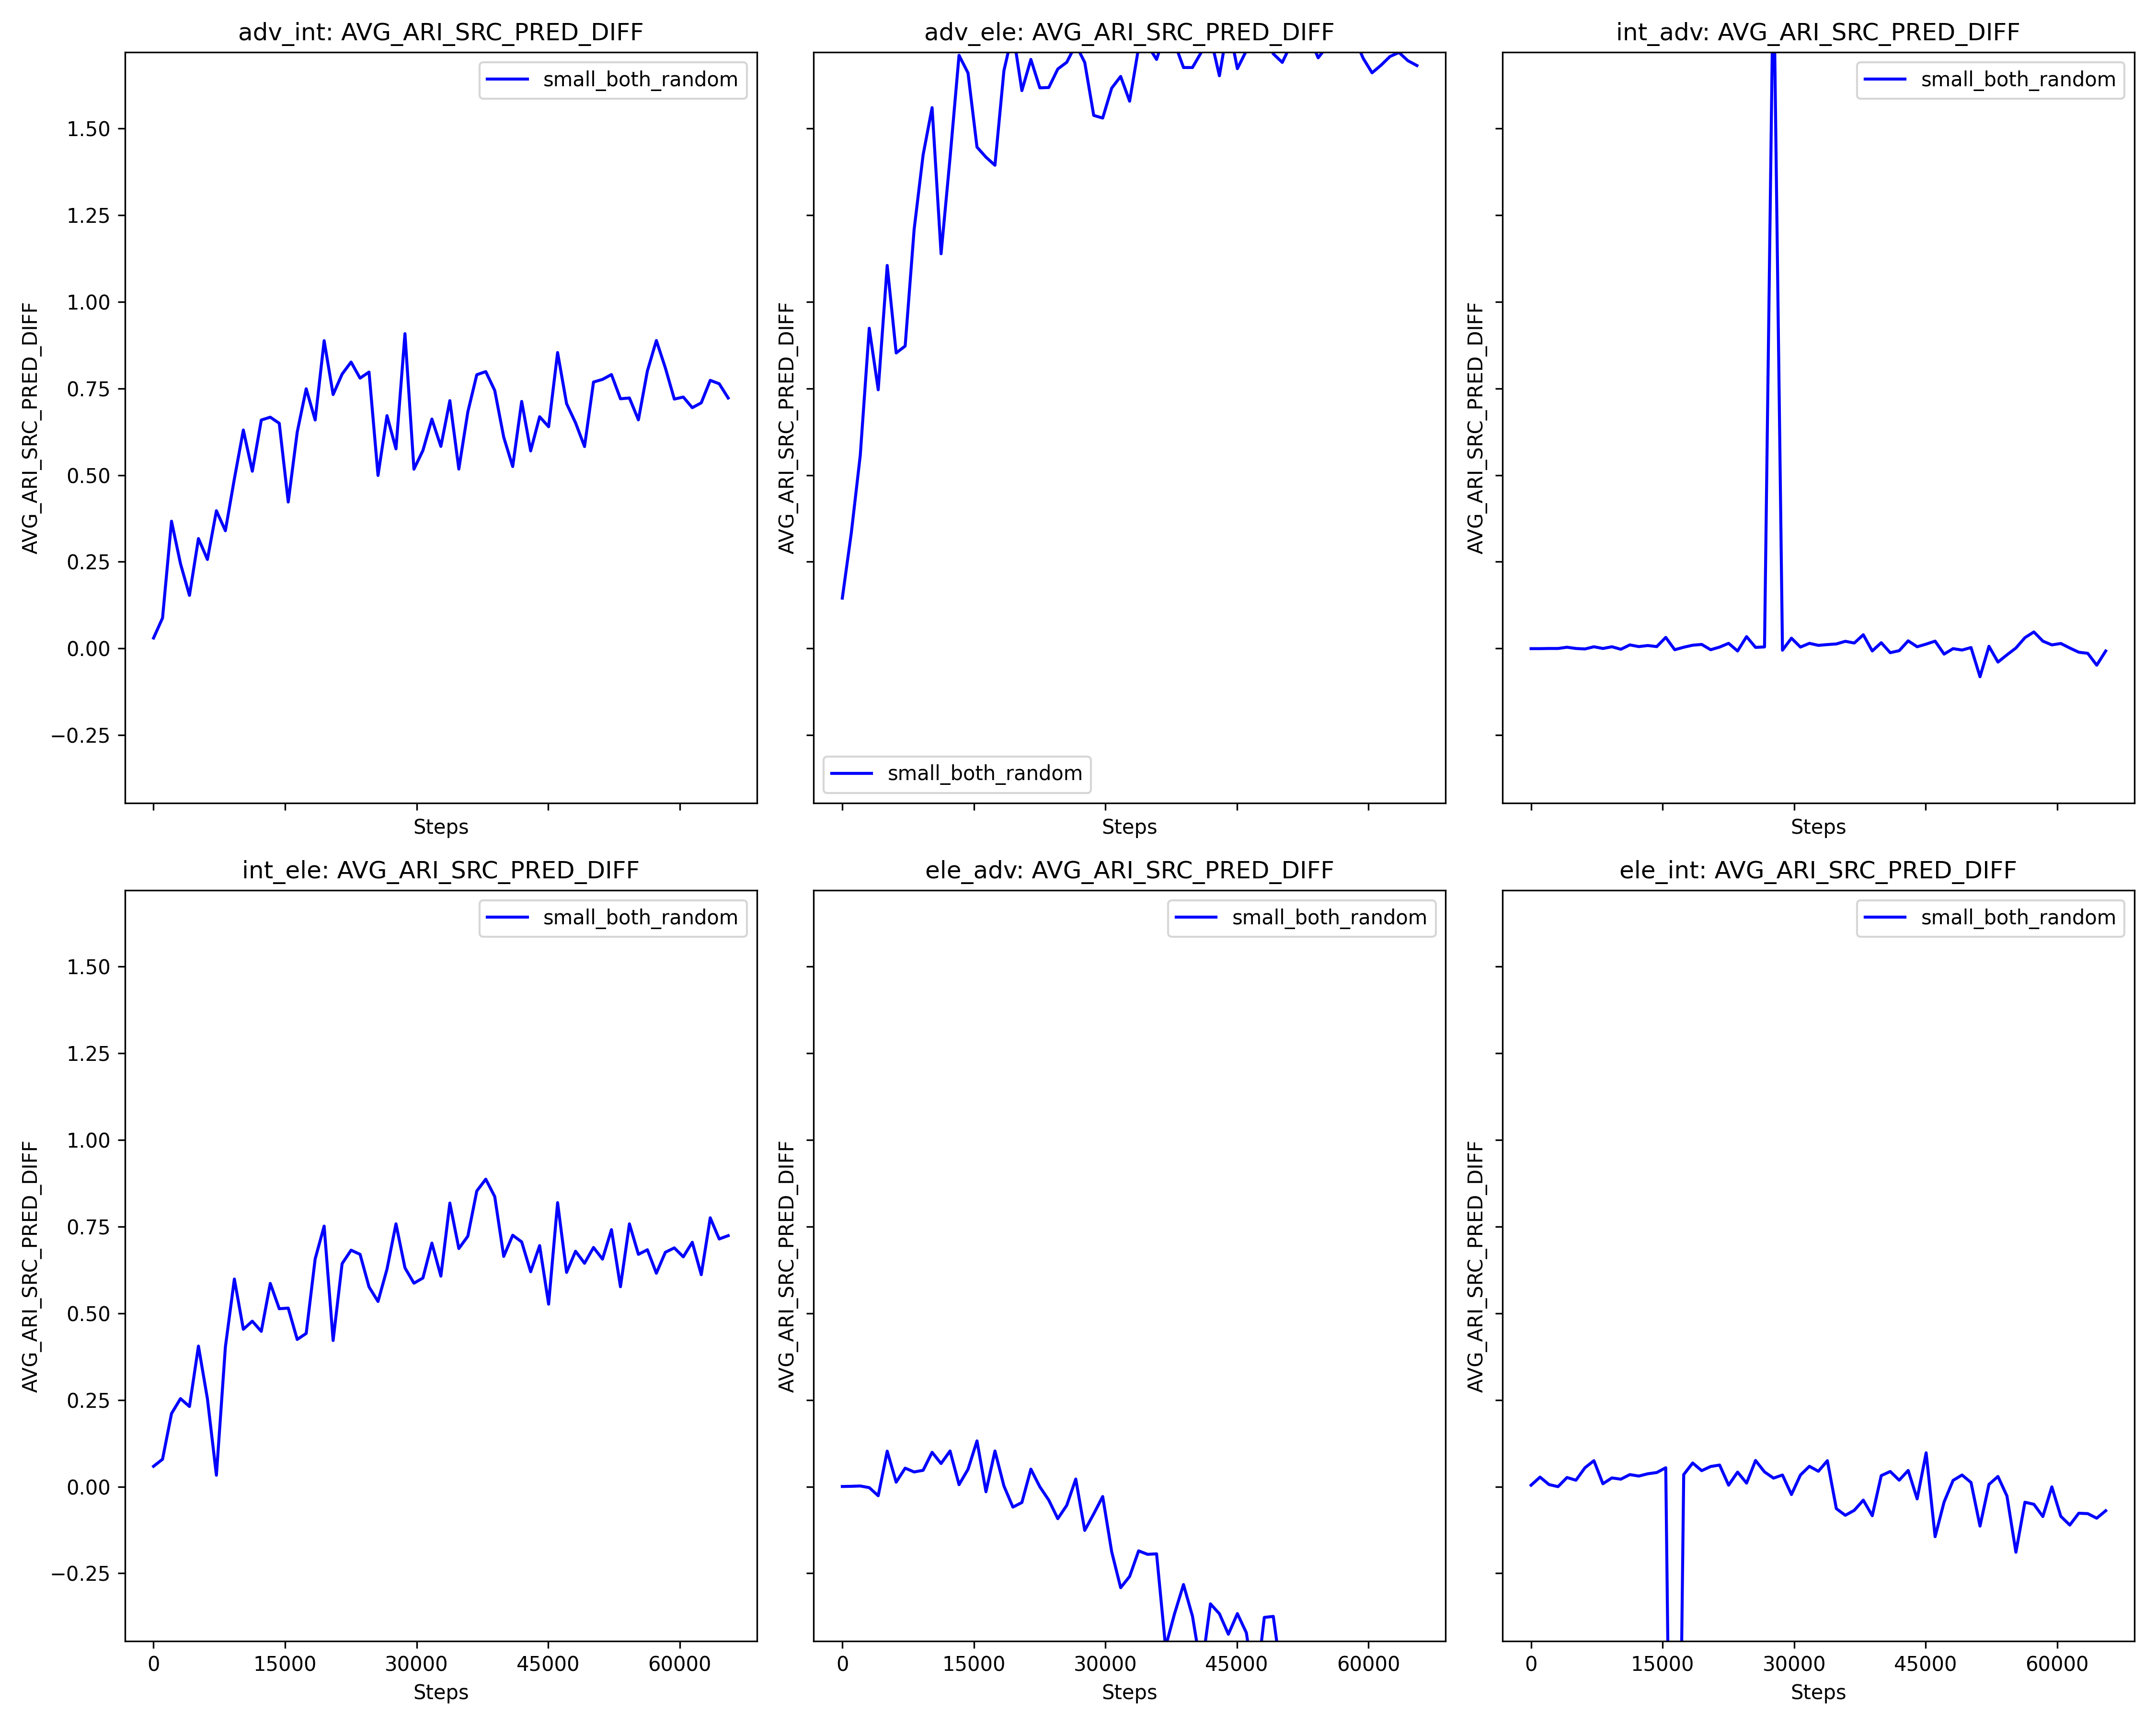 adv_int: AVG_ARI_SRC_PRED_DIFF
adv_ele: AVG_ARI_SRC_PRED_DIFF
int_adv: AVG_ARI_SRC_PRED_DIFF
small_both_random
small_both_random
small_both_random
1.50
1.25
1.00
0.75
0.50
0.25
0.00
−0.25
AVG_ARI_SRC_PRED_DIFF
AVG_ARI_SRC_PRED_DIFF
AVG_ARI_SRC_PRED_DIFF
Steps
Steps
Steps
int_ele: AVG_ARI_SRC_PRED_DIFF
ele_adv: AVG_ARI_SRC_PRED_DIFF
ele_int: AVG_ARI_SRC_PRED_DIFF
small_both_random
small_both_random
small_both_random
1.50
1.25
1.00
0.75
0.50
0.25
0.00
−0.25
AVG_ARI_SRC_PRED_DIFF
AVG_ARI_SRC_PRED_DIFF
AVG_ARI_SRC_PRED_DIFF
0 15000 30000 45000 60000
0 15000 30000 45000 60000
0 15000 30000 45000 60000
Steps
Steps
Steps